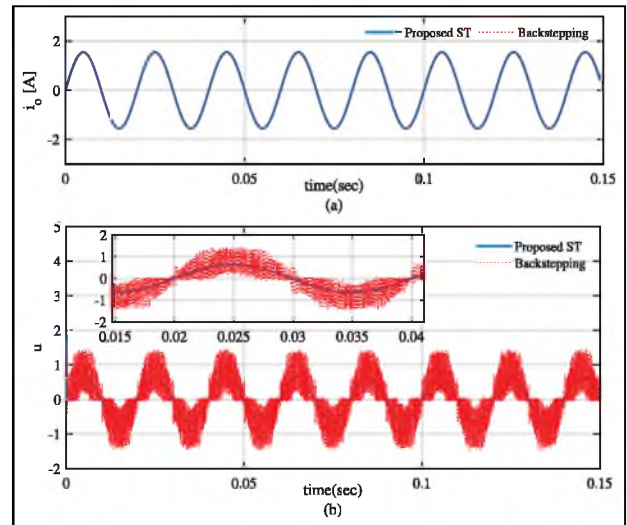 Proposed ST Backstepping
2
0
-2
i_o [A]
0 0.05 0.1 0.15
time(sec)
(a)
5
4
3
2
1
0
-1
-2
u
Proposed ST
Backstepping
2
1
0
-1
-2
0.015 0.02 0.025 0.03 0.035 0.04
0 0.05 0.1 0.15
time(sec)
(b)